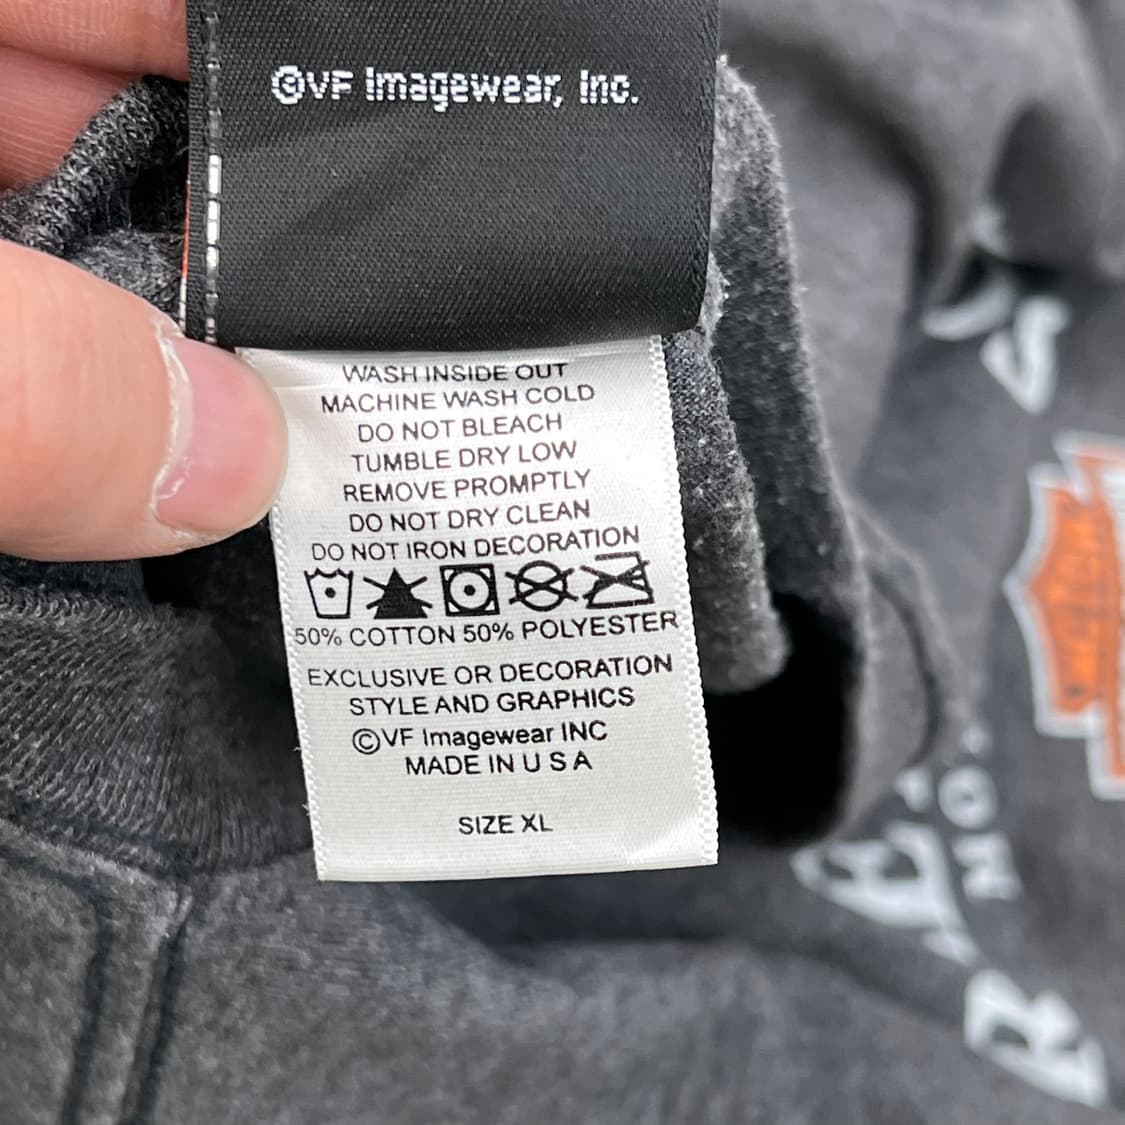 ©VF Imagewear, Inc.
WASH INSIDE OUT
MACHINE WASH COLD
DO NOT BLEACH
TUMBLE DRY LOW
REMOVE PROMPTLY
DO NOT DRY CLEAN
DO NOT IRON DECORATION
50% COTTON 50% POLYESTER
EXCLUSIVE OR DECORATION
STYLE AND GRAPHICS
©VF Imagewear INC
MADE IN U S A
SIZE XL